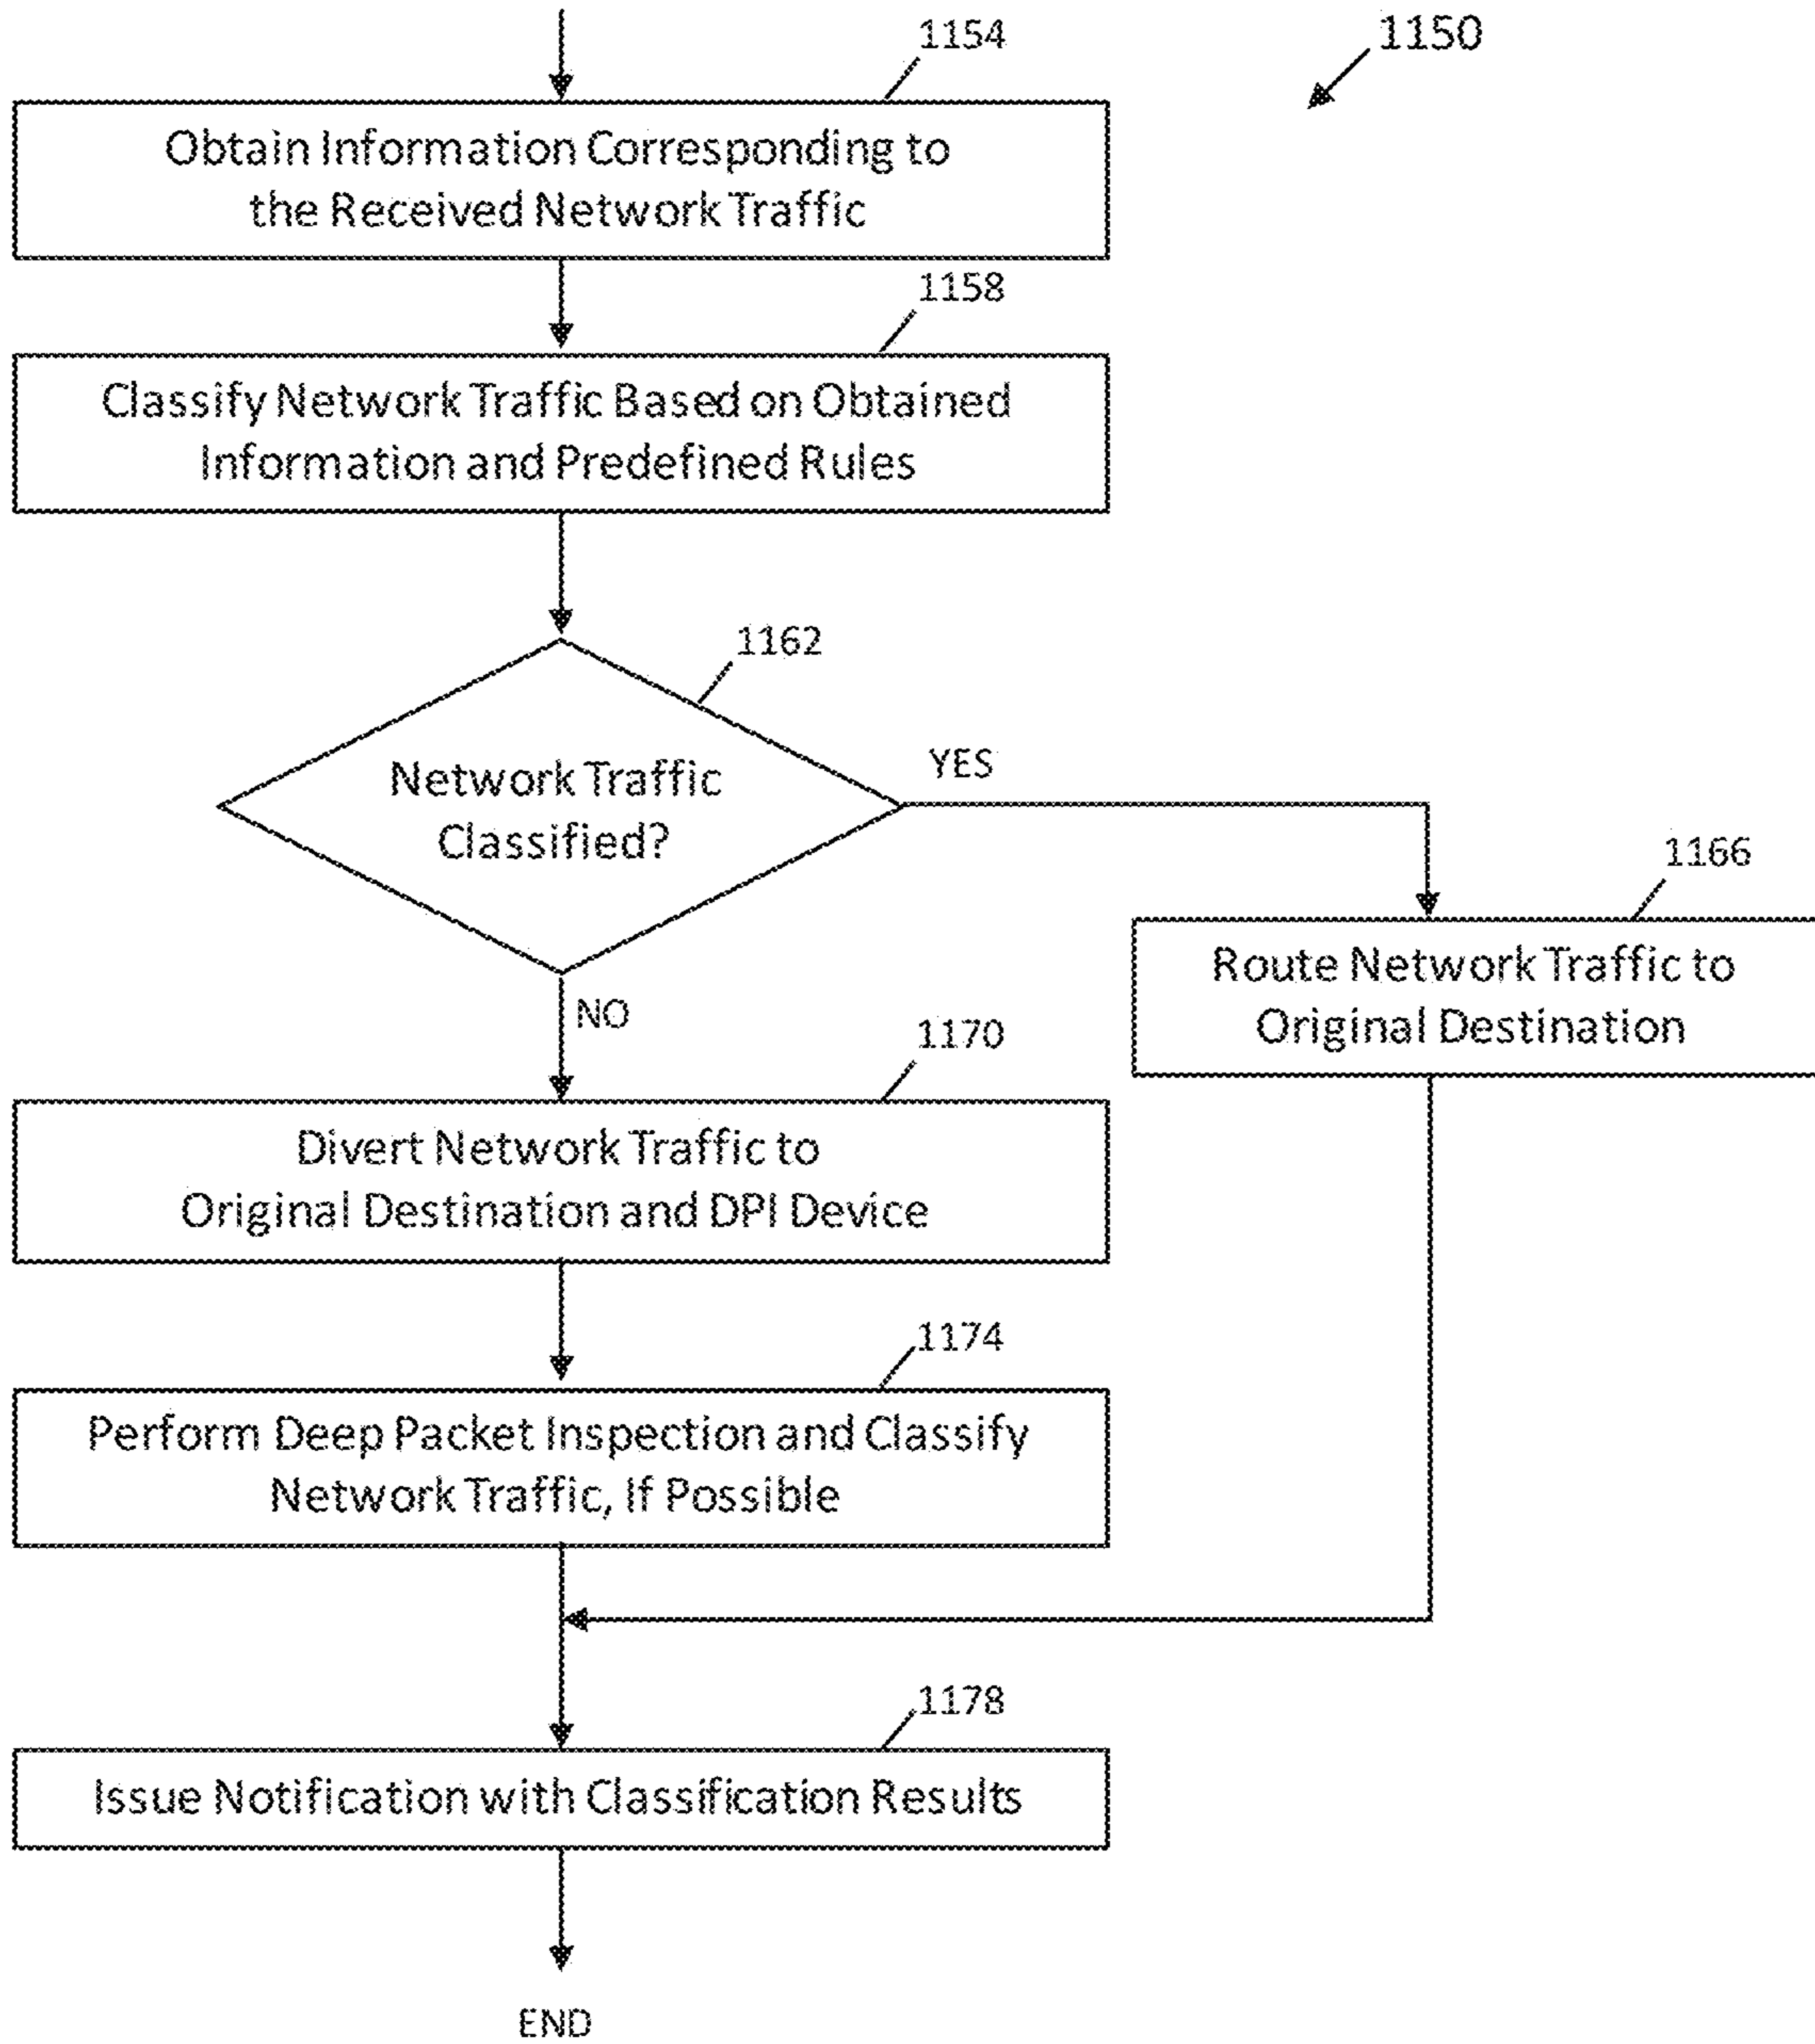 1154
1150
Obtain Information Corresponding to
the Received Network Traffic
1158
Classify Network Traffic Based on Obtained
Information and Predefined Rules
1162
Network Traffic
Classified?
YES
1166
Route Network Traffic to
Original Destination
NO
1170
Divert Network Traffic to
Original Destination and DPI Device
1174
Perform Deep Packet Inspection and Classify
Network Traffic, If Possible
1178
Issue Notification with Classification Results
END